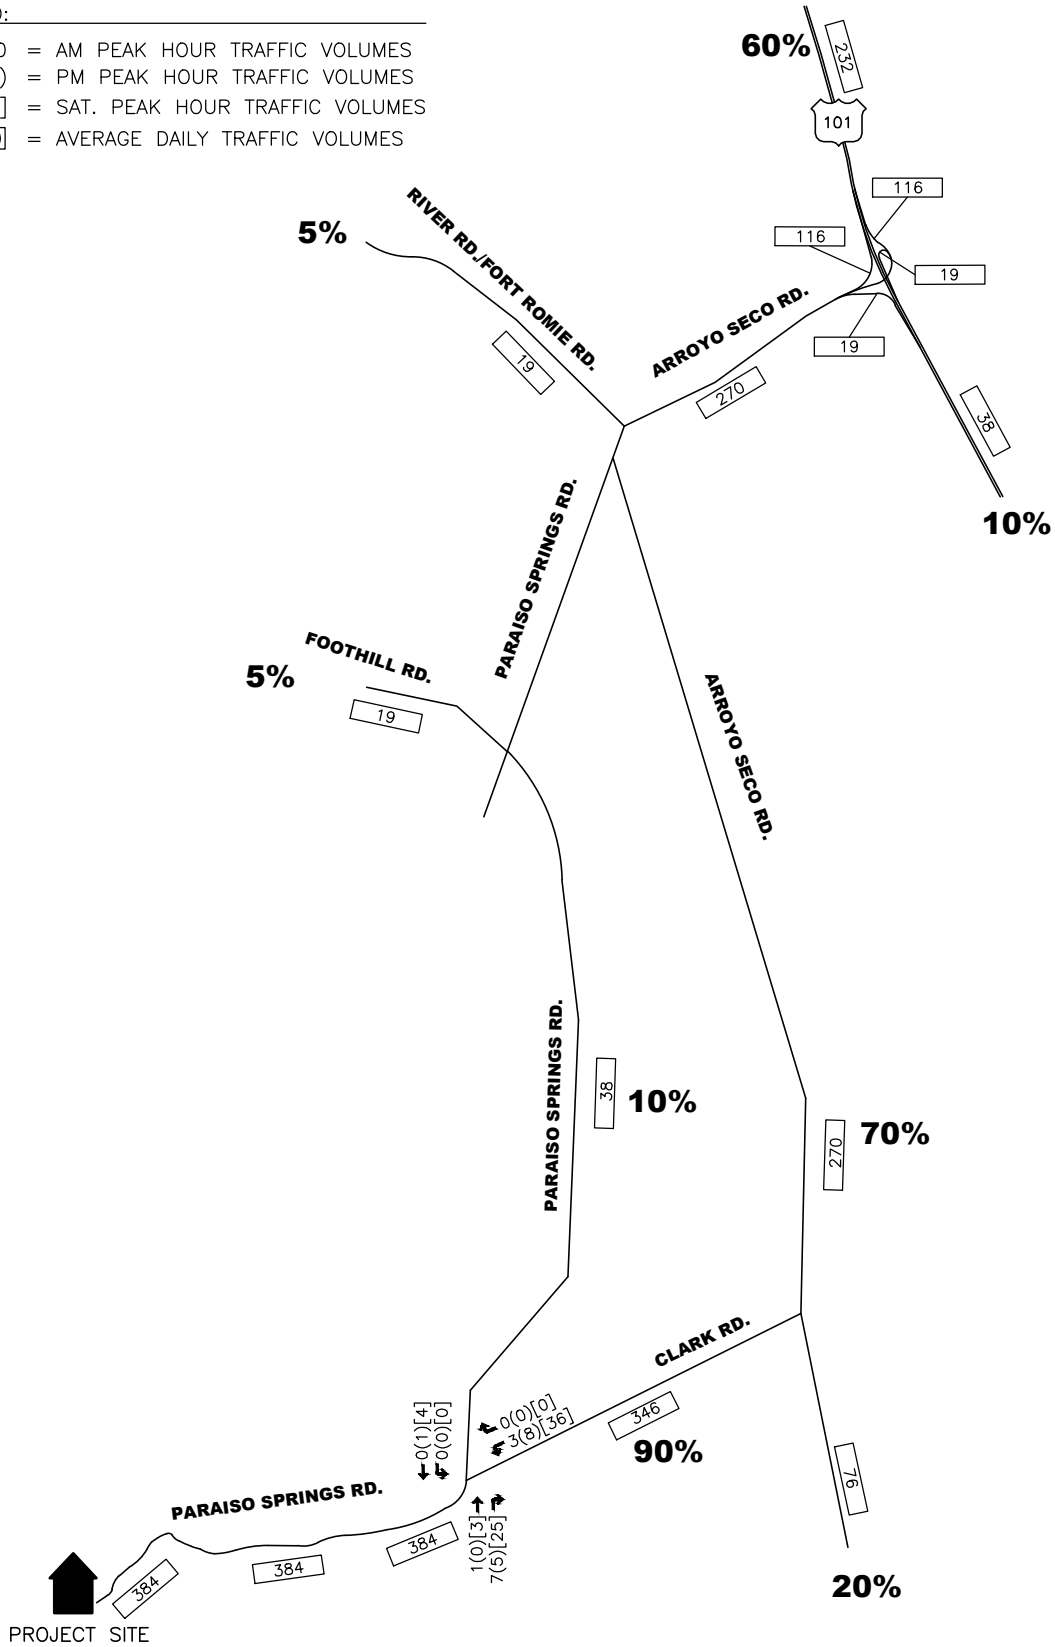 = AM PEAK HOUR TRAFFIC VOLUMES
= PM PEAK HOUR TRAFFIC VOLUMES
= SAT. PEAK HOUR TRAFFIC VOLUMES
= AVERAGE DAILY TRAFFIC VOLUMES
60%
232
101
116
116
19
19
RIVER RD./FORT ROMIE RD.
5%
19
ARROYO SECO RD.
270
38
10%
PARAISO SPRINGS RD.
FOOTHILL RD.
5%
19
ARROYO SECO RD.
PARAISO SPRINGS RD.
38
10%
270
70%
CLARK RD.
346
90%
0(1)[4]
0(0)[0]
0(0)[0]
3(8)[36]
1(0)[3]
7(5)[25]
76
20%
PARAISO SPRINGS RD.
384
384
384
PROJECT SITE